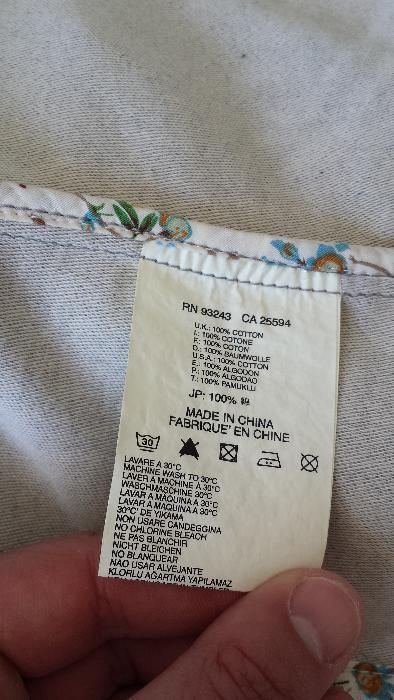 RN 93243 CA 25594
U.K.: 100% COTTON
I.: 100% COTONE
F.: 100% COTON
D.: 100% BAUMWOLLE
U.S.A.: 100% COTTON
E.: 100% ALGODON
P.: 100% ALGODAO
T.: 100% PAMUKLU
JP: 100% 綿
MADE IN CHINA
FABRIQUE' EN CHINE
30
LAVARE A 30°C
MACHINE WASH TO 30°C
LAVER A MACHINE A 30°C
WABCHMASCHINE 30°C
LAVAR A MAQUINA A 30°C
LAVAR A MAQUINA A 30°C
30°C' DE YIKAMA
NON USARE CANDEGGINA
NO CHLORINE BLEACH
NE PAS BLANCHIR
NICHT BLEICHEN
NO BLANQUEAR
NAO USAR ALVEJANTE
KLORLU AGARTMA YAPILAMAZ